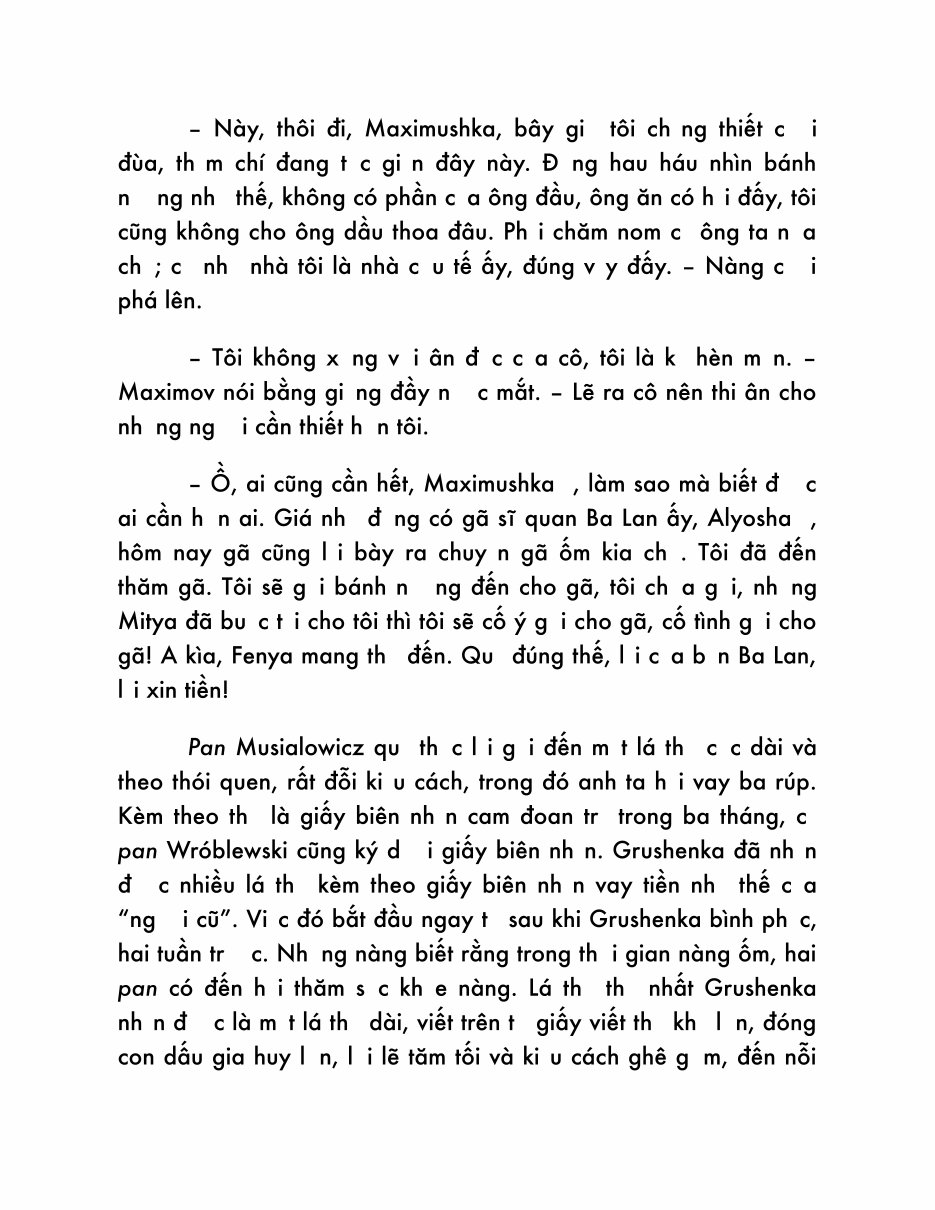 – Này, thôi đi, Maximushka, bây gi tôi ch ng thiết c i
đùa, th m chí đang t c gi n đây này. Đ ng hau háu nhìn bánh
n ng nh thế, không có phần c a ông đầu, ông ăn có h i đấy, tôi
cũng không cho ông dầu thoa đâu. Ph i chăm nom c ông ta n a
ch ; c nh nhà tôi là nhà c u tế ấy, đúng v y đấy. – Nàng c i
phá lên.
– Tôi không x ng v i ân đ c c a cô, tôi là k hèn m n. –
Maximov nói bằng gi ng đầy n c mắt. – Lẽ ra cô nên thi ân cho
nh ng ng i cần thiết h n tôi.
– Ồ, ai cũng cần hết, Maximushka , làm sao mà biết đ c
ai cần h n ai. Giá nh đ ng có gã sĩ quan Ba Lan ấy, Alyosha ,
hôm nay gã cũng l i bày ra chuy n gã ốm kia ch . Tôi đã đến
thăm gã. Tôi sẽ g i bánh n ng đến cho gã, tôi ch a g i, nh ng
Mitya đã bu c t i cho tôi thì tôi sẽ cố ý g i cho gã, cố tình g i cho
gã! A kìa, Fenya mang th đến. Qu đúng thế, l i c a b n Ba Lan,
l i xin tiền!
Pan Musialowicz qu th c l i g i đến m t lá th c c dài và
theo thói quen, rất đỗi ki u cách, trong đó anh ta h i vay ba rúp.
Kèm theo th là giấy biên nh n cam đoan tr trong ba tháng, c
pan Wróblewski cũng ký d i giấy biên nh n. Grushenka đã nh n
đ c nhiều lá th kèm theo giấy biên nh n vay tiền nh thế c a
“ng i cũ”. Vi c đó bắt đầu ngay t sau khi Grushenka bình ph c,
hai tuần tr c. Nh ng nàng biết rằng trong th i gian nàng ốm, hai
pan có đến h i thăm s c kh e nàng. Lá th th nhất Grushenka
nh n đ c là m t lá th dài, viết trên t giấy viết th kh l n, đóng
con dấu gia huy l n, l i lẽ tăm tối và ki u cách ghê g m, đến nỗi